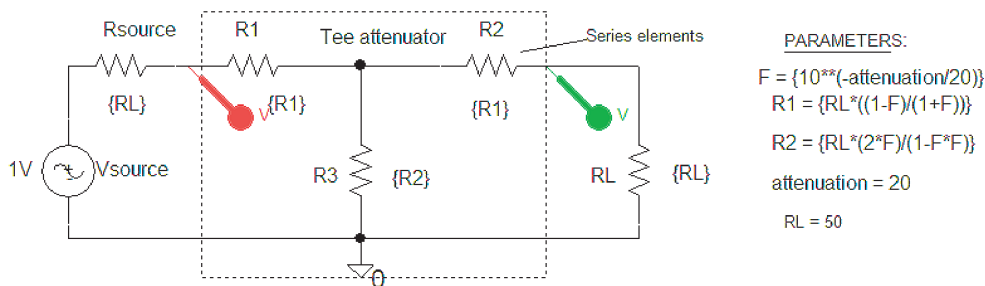 Rsource
R1
Tee attenuator
R2
Series elements
{RL}
V
{R1}
{R1}
V
1V
Vsource
R3
{R2}
RL
{RL}
0
PARAMETERS:
F = {10**(-attenuation/20)}
R1 = {RL*((1-F)/(1+F))}
R2 = {RL*(2*F)/(1-F*F)}
attenuation = 20
RL = 50